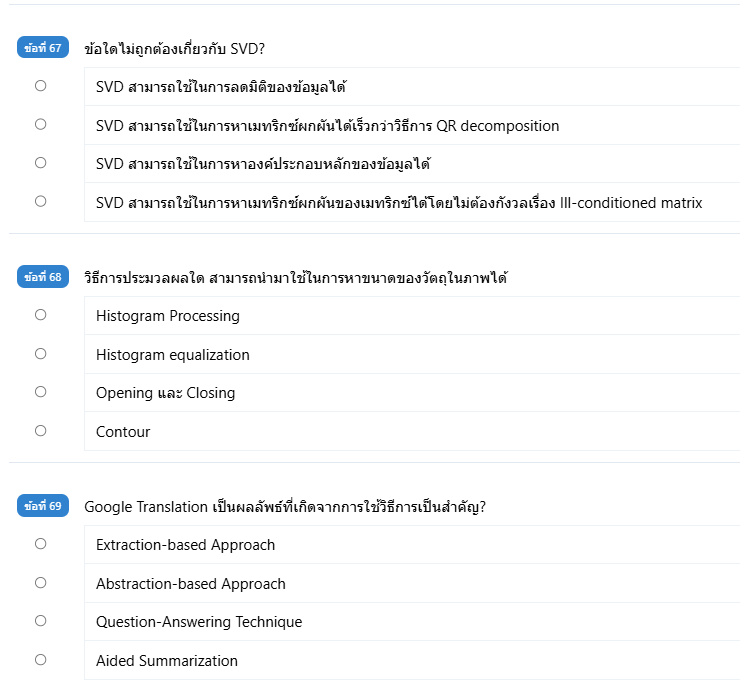 ข้อที่ 67 ข้อใดไม่ถูกต้องเกี่ยวกับ SVD?
SVD สามารถใช้ในการลดมิติของข้อมูลได้
SVD สามารถใช้ในการหาเมทริกซ์ผกผันได้เร็วกว่าวิธีการ QR decomposition
SVD สามารถใช้ในการหาองค์ประกอบหลักของข้อมูลได้
SVD สามารถใช้ในการหาเมทริกซ์ผกผันของเมทริกซ์ได้โดยไม่ต้องกังวลเรื่อง Ill-conditioned matrix
ข้อที่ 68 วิธีการประมวลผลใด สามารถนำมาใช้ในการหาขนาดของวัตถุในภาพได้
Histogram Processing
Histogram equalization
Opening และ Closing
Contour
ข้อที่ 69 Google Translation เป็นผลลัพธ์ที่เกิดจากการใช้วิธีการเป็นสำคัญ?
Extraction-based Approach
Abstraction-based Approach
Question-Answering Technique
Aided Summarization